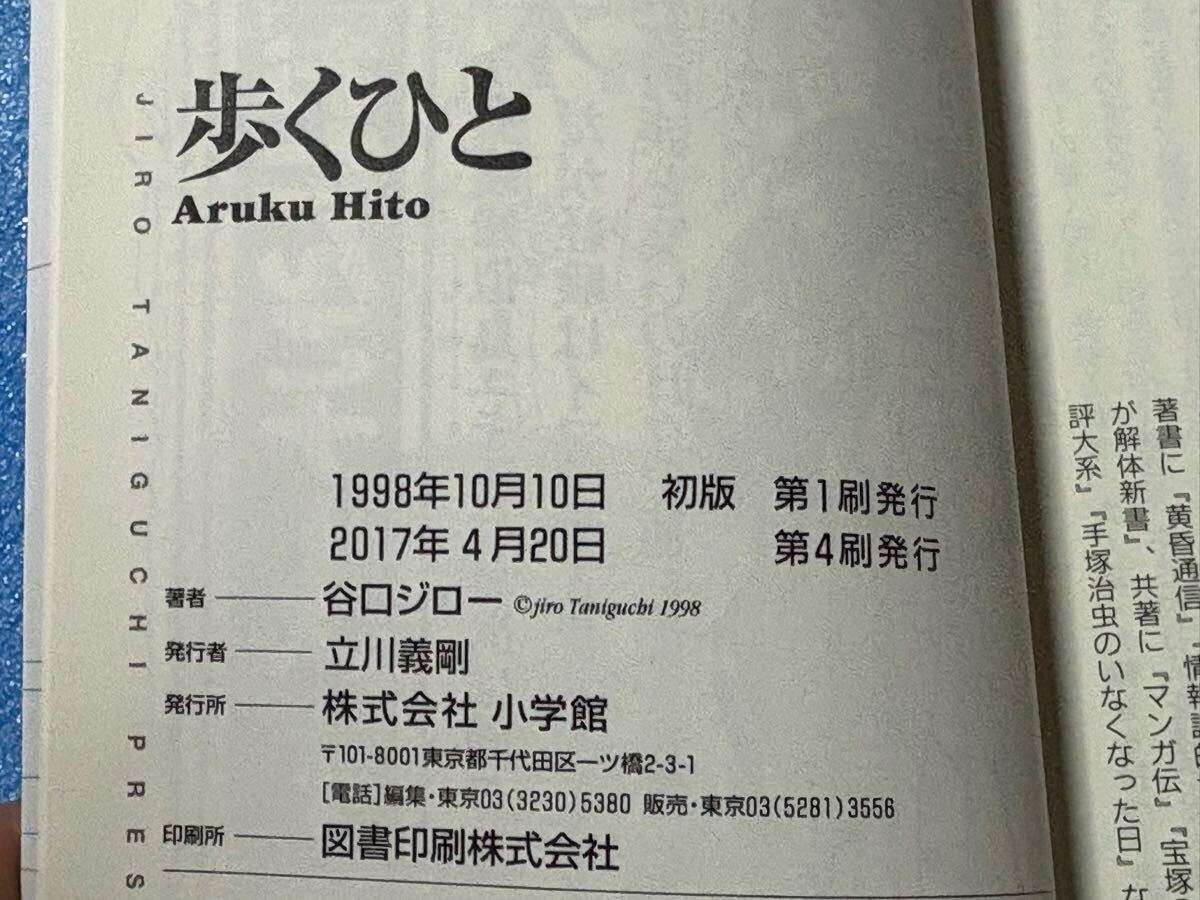 歩くひと
Aruku Hito
JIRO TANIGUCHI PRES
1998年10月10日 初版 第1刷発行
2017年4月20日 第4刷発行
著者 谷口ジロー ©jiro Taniguchi 1998
発行者 立川義剛
発行所 株式会社 小学館
〒101-8001東京都千代田区一ツ橋2-3-1
[電話]編集・東京03(3230)5380 販売・東京03(5281)3556
印刷所 図書印刷株式会社
著書に『黄昏通信』『情報誌的
が解体新書』、共著に『マンガ伝』『宝塚
評大系』『手塚治虫のいなくなった日』な